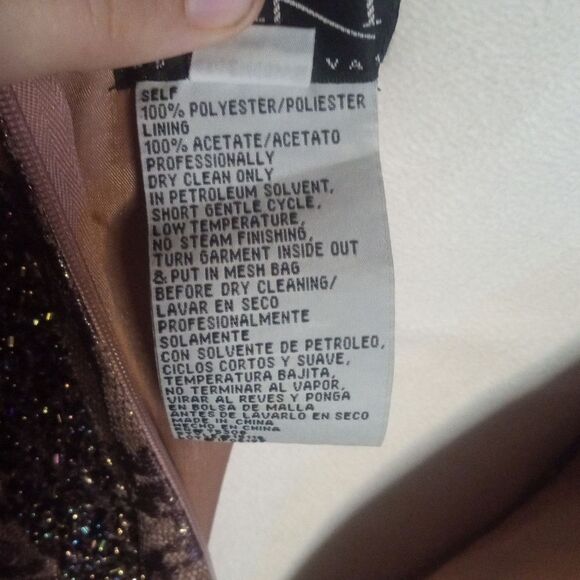 VA
SELF
100% POLYESTER/POLIESTER
LINING
100% ACETATE/ACETATO
PROFESSIONALLY
DRY CLEAN ONLY
IN PETROLEUM SOLVENT,
SHORT GENTLE CYCLE,
LOW TEMPERATURE,
NO STEAM FINISHING,
TURN GARMENT INSIDE OUT
& PUT IN MESH BAG
BEFORE DRY CLEANING/
LAVAR EN SECO
PROFESIONALMENTE
SOLAMENTE
CON SOLVENTE DE PETROLEO,
CICLOS CORTOS Y SUAVE,
TEMPERATURA BAJITA,
NO TERMINAR AL VAPOR,
VIRAR AL REVES Y PONGA
EN BOLSA DE MALLA
ANTES DE LAVARLO EN SECO
MADE IN CHINA
HECHO EN CHINA